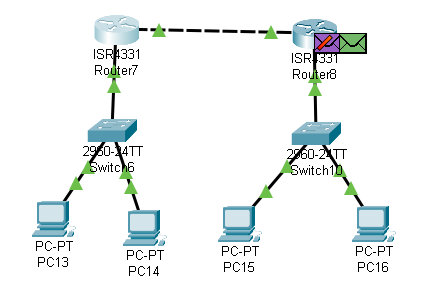 ISR4331
Router7
ISR4331
Router8
2960-24TT
Switch6
2960-24TT
Switch10
PC-PT
PC13
PC-PT
PC14
PC-PT
PC15
PC-PT
PC16